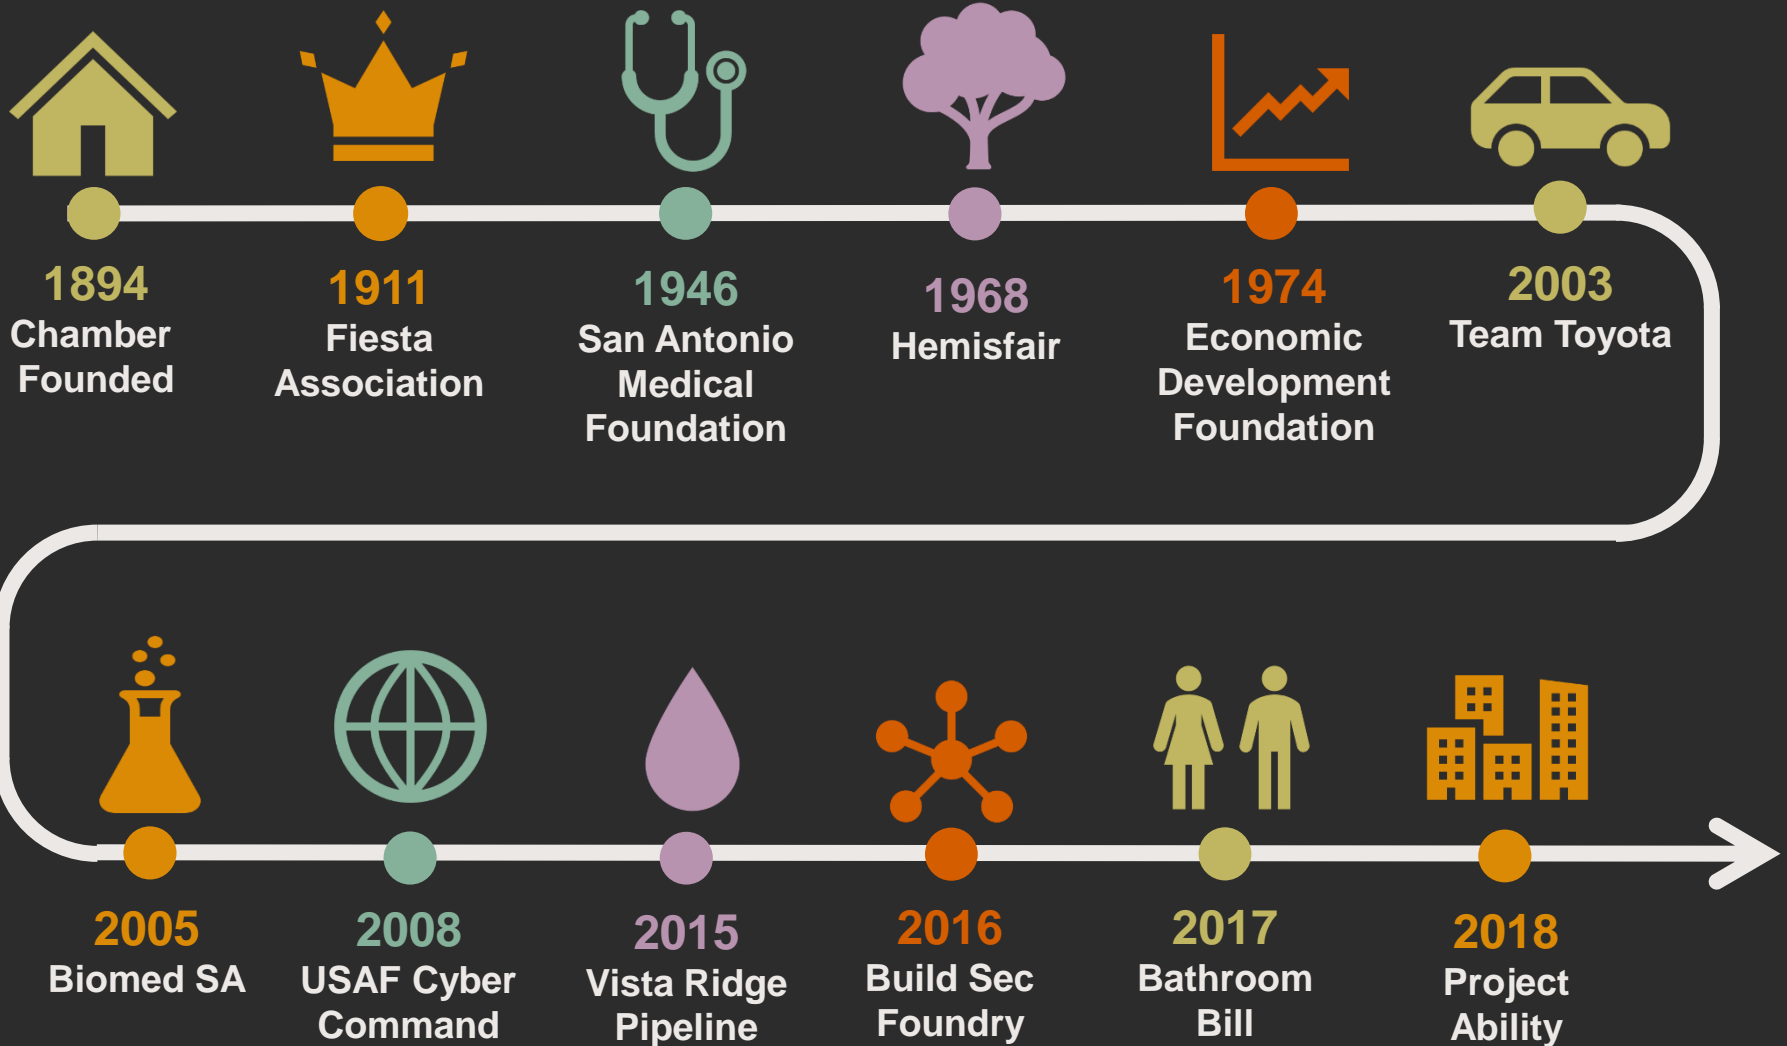 1894
Chamber
Founded
1911
Fiesta
Association
1946
San Antonio
Medical
Foundation
1968
Hemisfair
1974
Economic
Development
Foundation
2003
Team Toyota
2005
Biomed SA
2008
USAF Cyber
Command
2015
Vista Ridge
Pipeline
2016
Build Sec
Foundry
2017
Bathroom
Bill
2018
Project
Ability